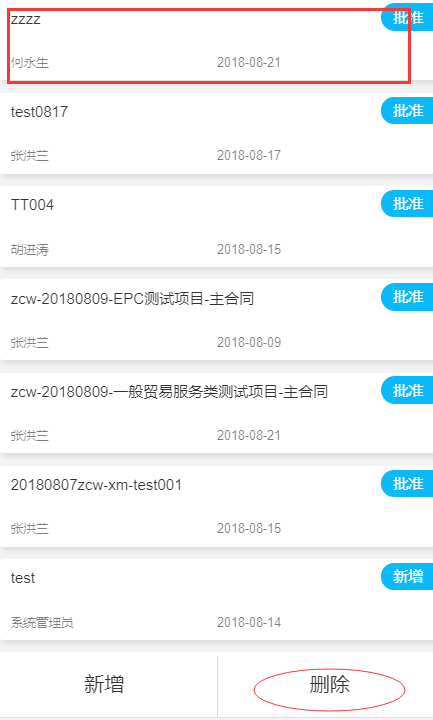 zzzz
批准
何永生
2018-08-21
test0817
批准
张洪兰
2018-08-17
TT004
批准
胡进涛
2018-08-15
zcw-20180809-EPC测试项目-主合同
批准
张洪兰
2018-08-09
zcw-20180809-一般贸易服务类测试项目-主合同
批准
张洪兰
2018-08-21
20180807zcw-xm-test001
批准
张洪兰
2018-08-15
test
新增
系统管理员
2018-08-14
新增
删除